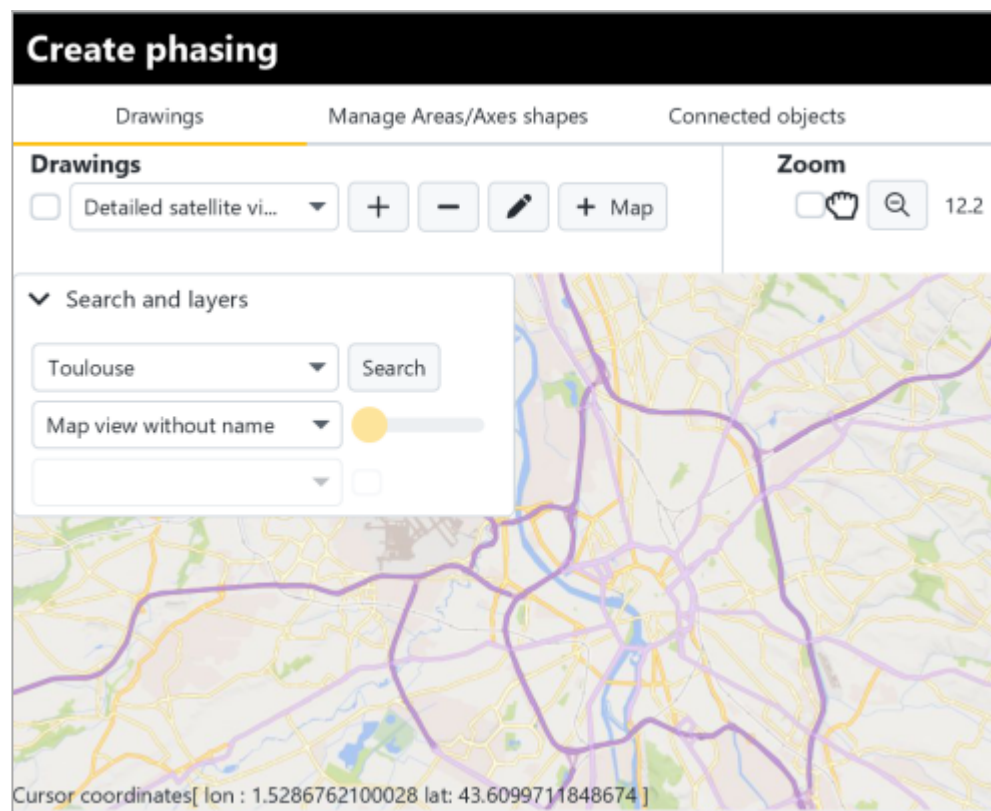 Create phasing
Drawings Manage Areas/Axes shapes Connected objects
Drawings Zoom
Detailed satellite vi... + Map 12.2
Search and layers
Toulouse Search
Map view without name
Cursor coordinates[ lon : 1.5286762100028 lat: 43.6099711848674 ]